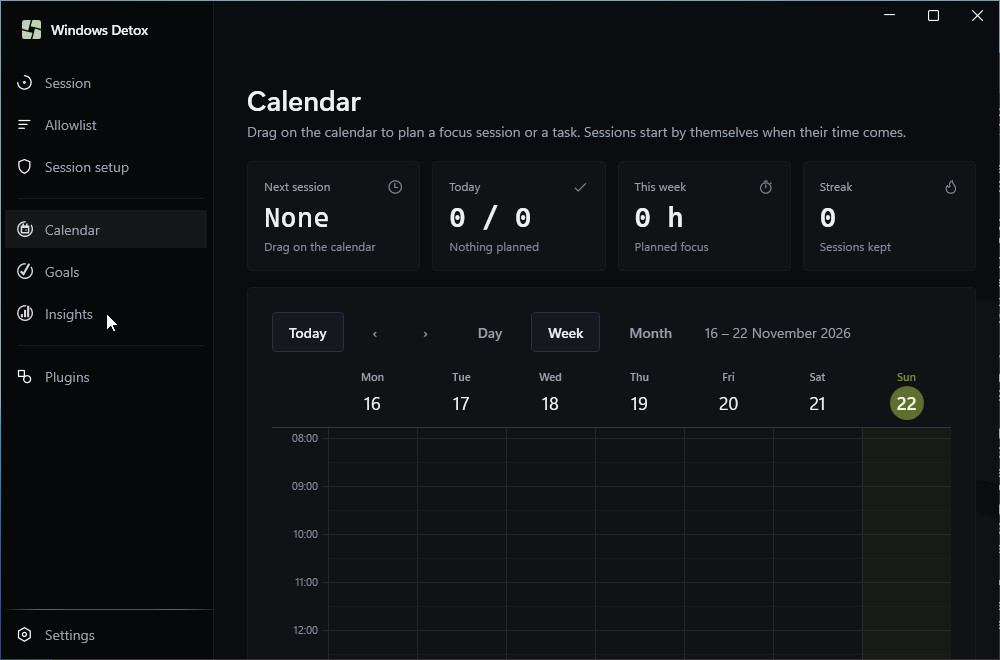 Windows Detox
Session
Allowlist
Session setup
Calendar
Goals
Insights
Plugins
Settings
Calendar
Drag on the calendar to plan a focus session or a task. Sessions start by themselves when their time comes.
Next session
None
Drag on the calendar
Today
0 / 0
Nothing planned
This week
0 h
Planned focus
Streak
0
Sessions kept
Today ‹ › Day Week Month 16 – 22 November 2026
Mon Tue Wed Thu Fri Sat Sun
16 17 18 19 20 21 22
08:00
09:00
10:00
11:00
12:00